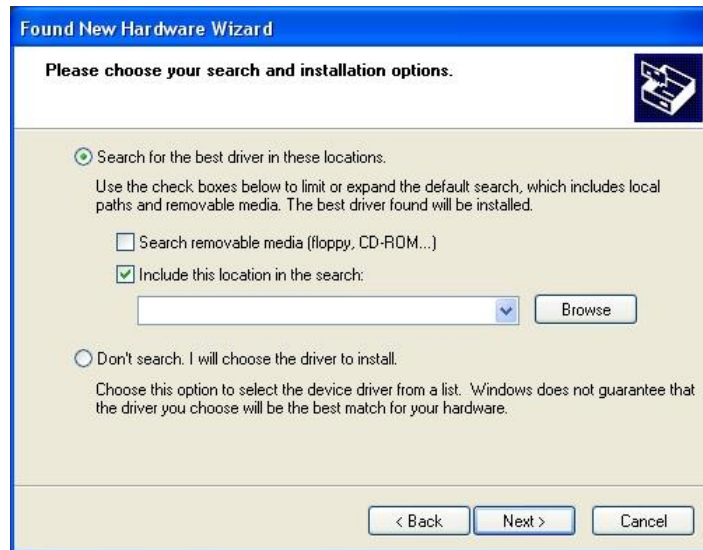 Found New Hardware Wizard
Please choose your search and installation options.
Search for the best driver in these locations.
Use the check boxes below to limit or expand the default search, which includes local
paths and removable media. The best driver found will be installed.
Search removable media (floppy, CD-ROM...)
Include this location in the search:
Browse
Don't search. I will choose the driver to install.
Choose this option to select the device driver from a list. Windows does not guarantee that
the driver you choose will be the best match for your hardware.
< Back Next > Cancel